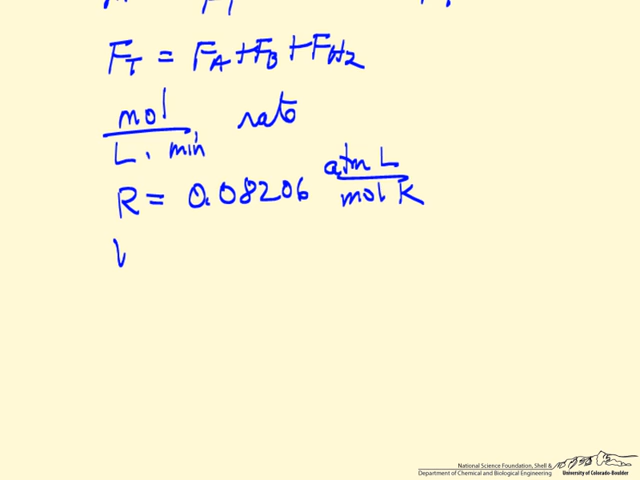 F_T = F_A + F_B + F_H2
mol / L · min rate
R = 0.08206 atm L / mol K
National Science Foundation, Shell &
Department of Chemical and Biological Engineering
University of Colorado-Boulder